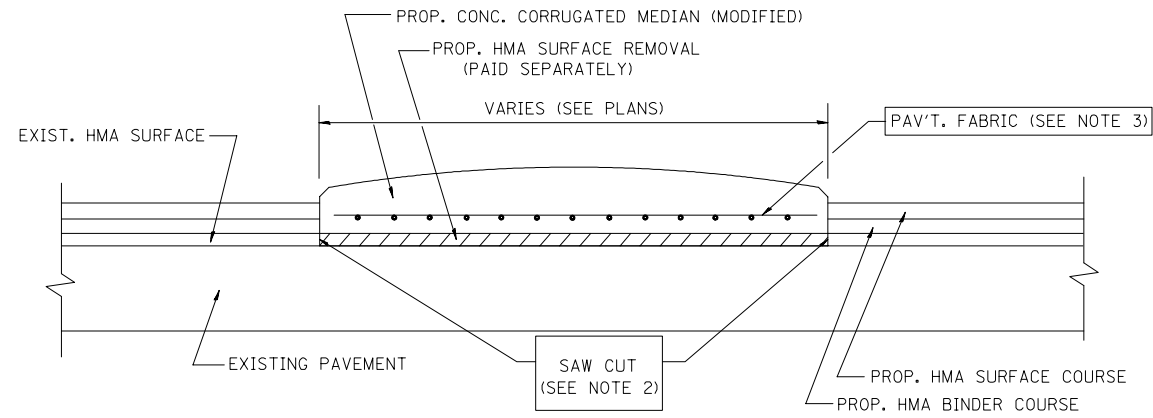 PROP. CONC. CORRUGATED MEDIAN (MODIFIED)
PROP. HMA SURFACE REMOVAL
(PAID SEPARATELY)
VARIES (SEE PLANS)
EXIST. HMA SURFACE
PAV'T. FABRIC (SEE NOTE 3)
EXISTING PAVEMENT
SAW CUT
(SEE NOTE 2)
PROP. HMA SURFACE COURSE
PROP. HMA BINDER COURSE